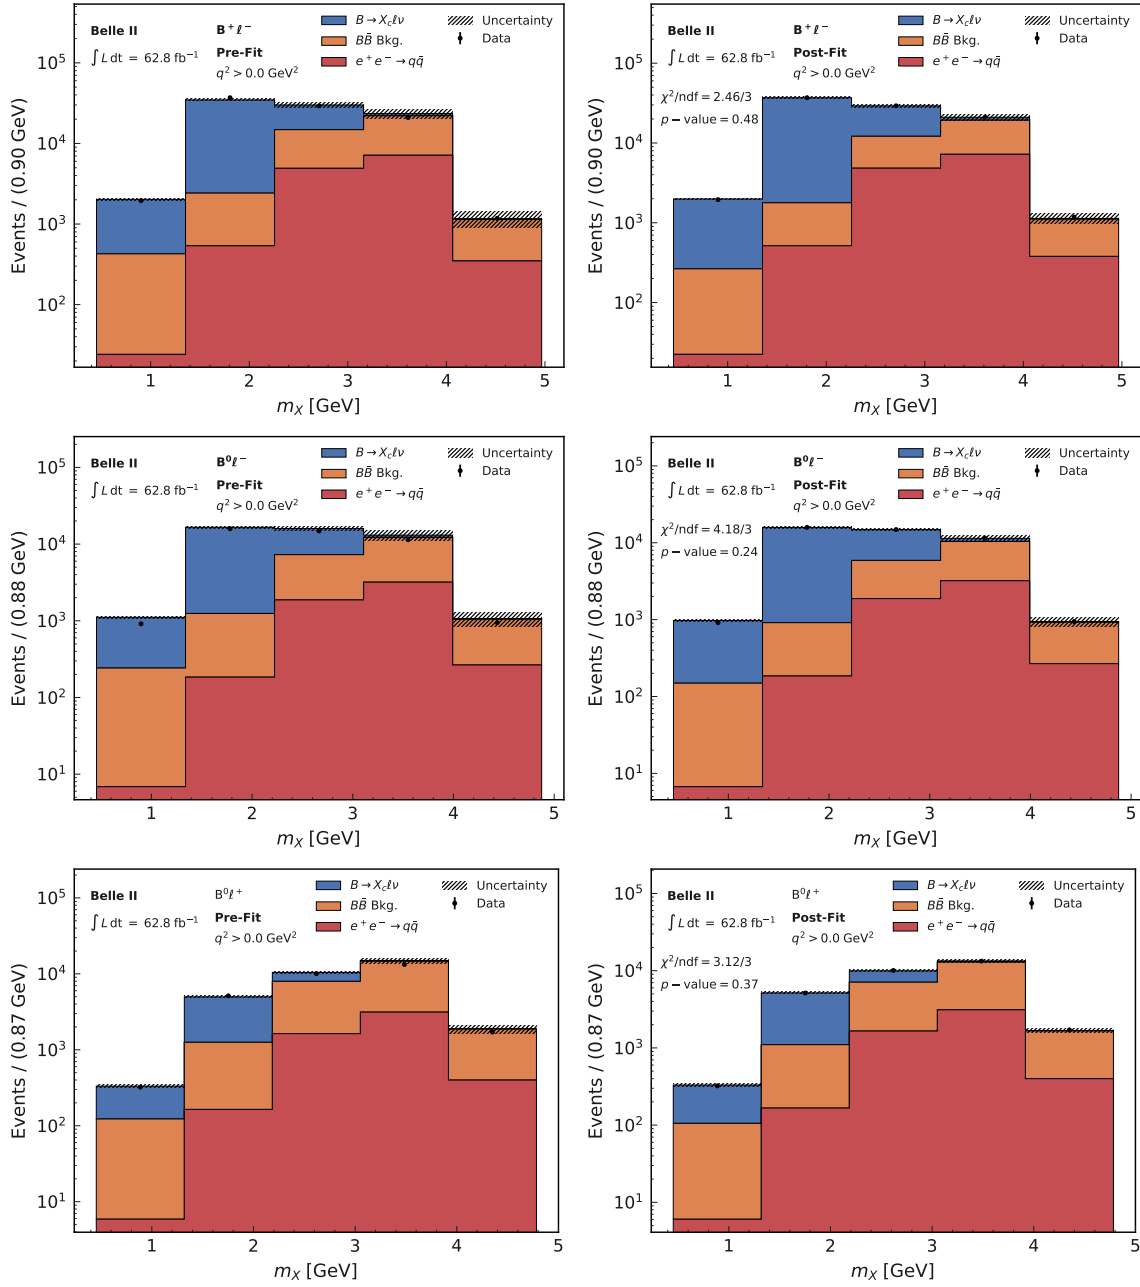 Belle II
∫ L dt = 62.8 fb⁻¹
B⁺ℓ⁻
Pre-Fit
q² > 0.0 GeV²
B → X_cℓν
BB̄ Bkg.
e⁺e⁻ → qq̄
Uncertainty
Data
Events / (0.90 GeV)
10⁵
10⁴
10³
10²
1 2 3 4 5
m_X [GeV]
Belle II
∫ L dt = 62.8 fb⁻¹
χ²/ndf = 2.46/3
p − value = 0.48
B⁺ℓ⁻
Post-Fit
q² > 0.0 GeV²
B → X_cℓν
BB̄ Bkg.
e⁺e⁻ → qq̄
Uncertainty
Data
Events / (0.90 GeV)
10⁵
10⁴
10³
10²
1 2 3 4 5
m_X [GeV]
Belle II
∫ L dt = 62.8 fb⁻¹
B⁰ℓ⁻
Pre-Fit
q² > 0.0 GeV²
B → X_cℓν
BB̄ Bkg.
e⁺e⁻ → qq̄
Uncertainty
Data
Events / (0.88 GeV)
10⁵
10⁴
10³
10²
10¹
1 2 3 4 5
m_X [GeV]
Belle II
∫ L dt = 62.8 fb⁻¹
χ²/ndf = 4.18/3
p − value = 0.24
B⁰ℓ⁻
Post-Fit
q² > 0.0 GeV²
B → X_cℓν
BB̄ Bkg.
e⁺e⁻ → qq̄
Uncertainty
Data
Events / (0.88 GeV)
10⁵
10⁴
10³
10²
10¹
1 2 3 4 5
m_X [GeV]
Belle II
∫ L dt = 62.8 fb⁻¹
B⁰ℓ⁺
Pre-Fit
q² > 0.0 GeV²
B → X_cℓν
BB̄ Bkg.
e⁺e⁻ → qq̄
Uncertainty
Data
Events / (0.87 GeV)
10⁵
10⁴
10³
10²
10¹
1 2 3 4 5
m_X [GeV]
Belle II
∫ L dt = 62.8 fb⁻¹
χ²/ndf = 3.12/3
p − value = 0.37
B⁰ℓ⁺
Post-Fit
q² > 0.0 GeV²
B → X_cℓν
BB̄ Bkg.
e⁺e⁻ → qq̄
Uncertainty
Data
Events / (0.87 GeV)
10⁵
10⁴
10³
10²
10¹
1 2 3 4 5
m_X [GeV]